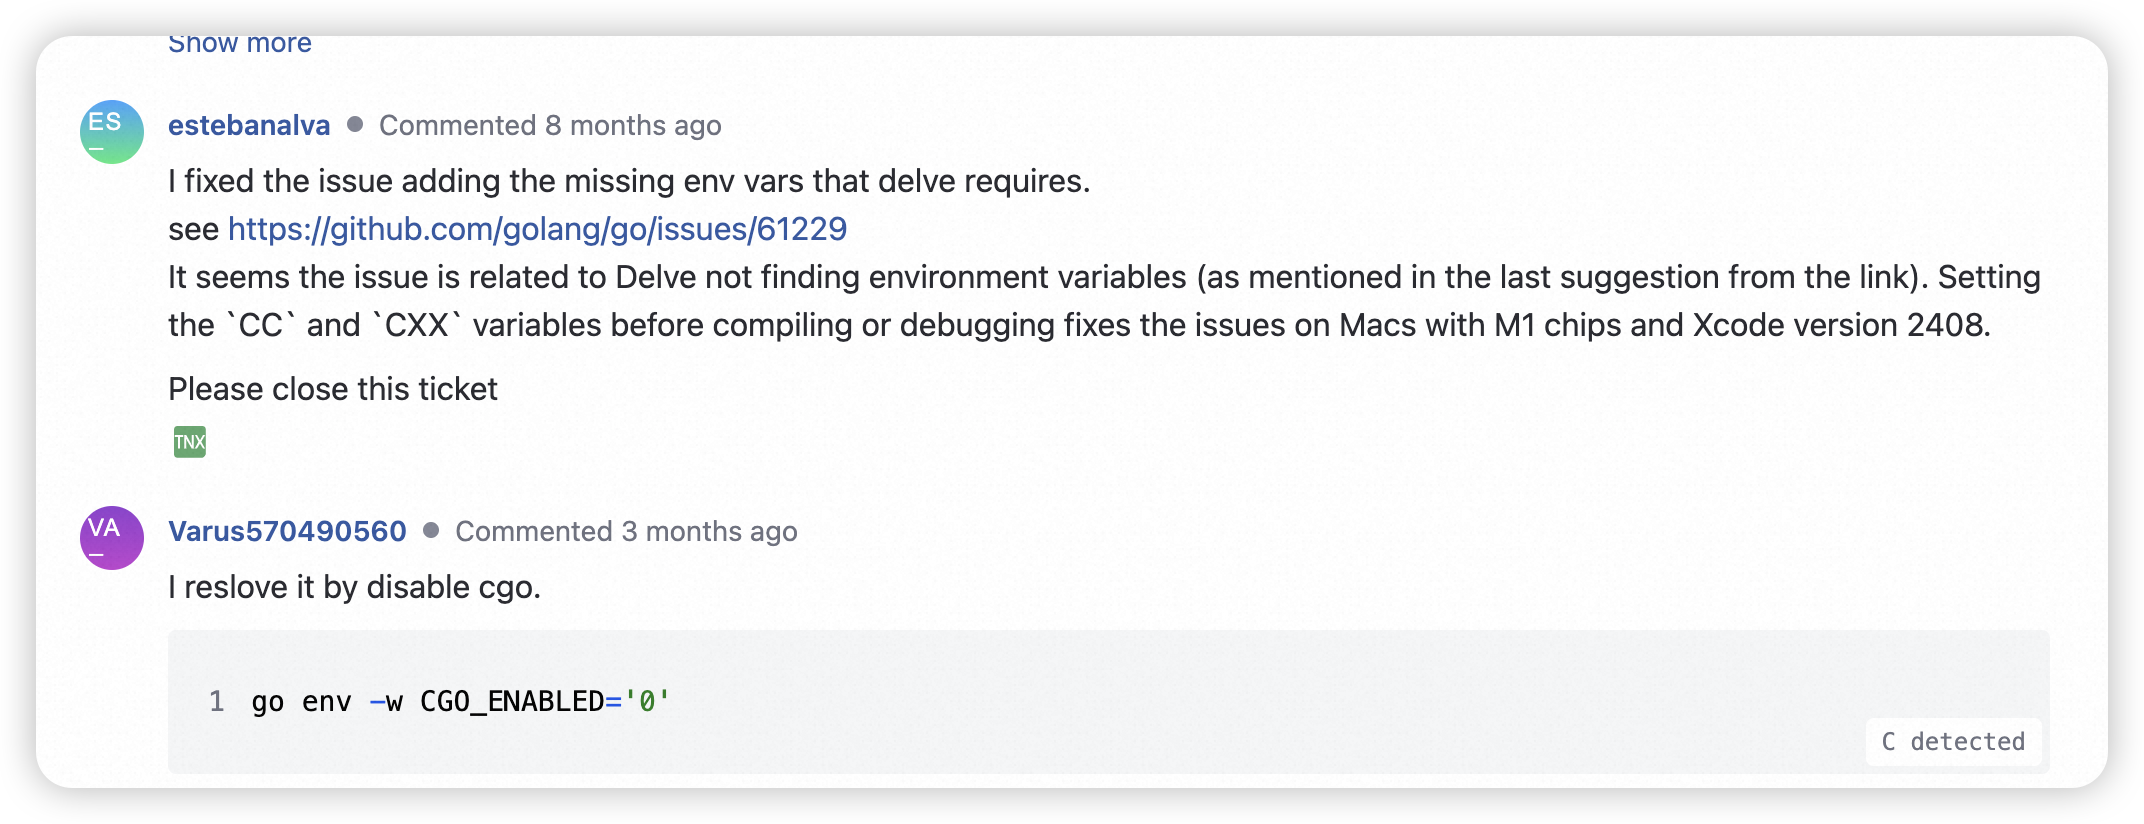 Show more
ES
estebanalva ● Commented 8 months ago
I fixed the issue adding the missing env vars that delve requires.
see https://github.com/golang/go/issues/61229
It seems the issue is related to Delve not finding environment variables (as mentioned in the last suggestion from the link). Setting
the `CC` and `CXX` variables before compiling or debugging fixes the issues on Macs with M1 chips and Xcode version 2408.
Please close this ticket
TNX
VA
Varus570490560 ● Commented 3 months ago
I reslove it by disable cgo.
1 go env -w CGO_ENABLED='0'
C detected